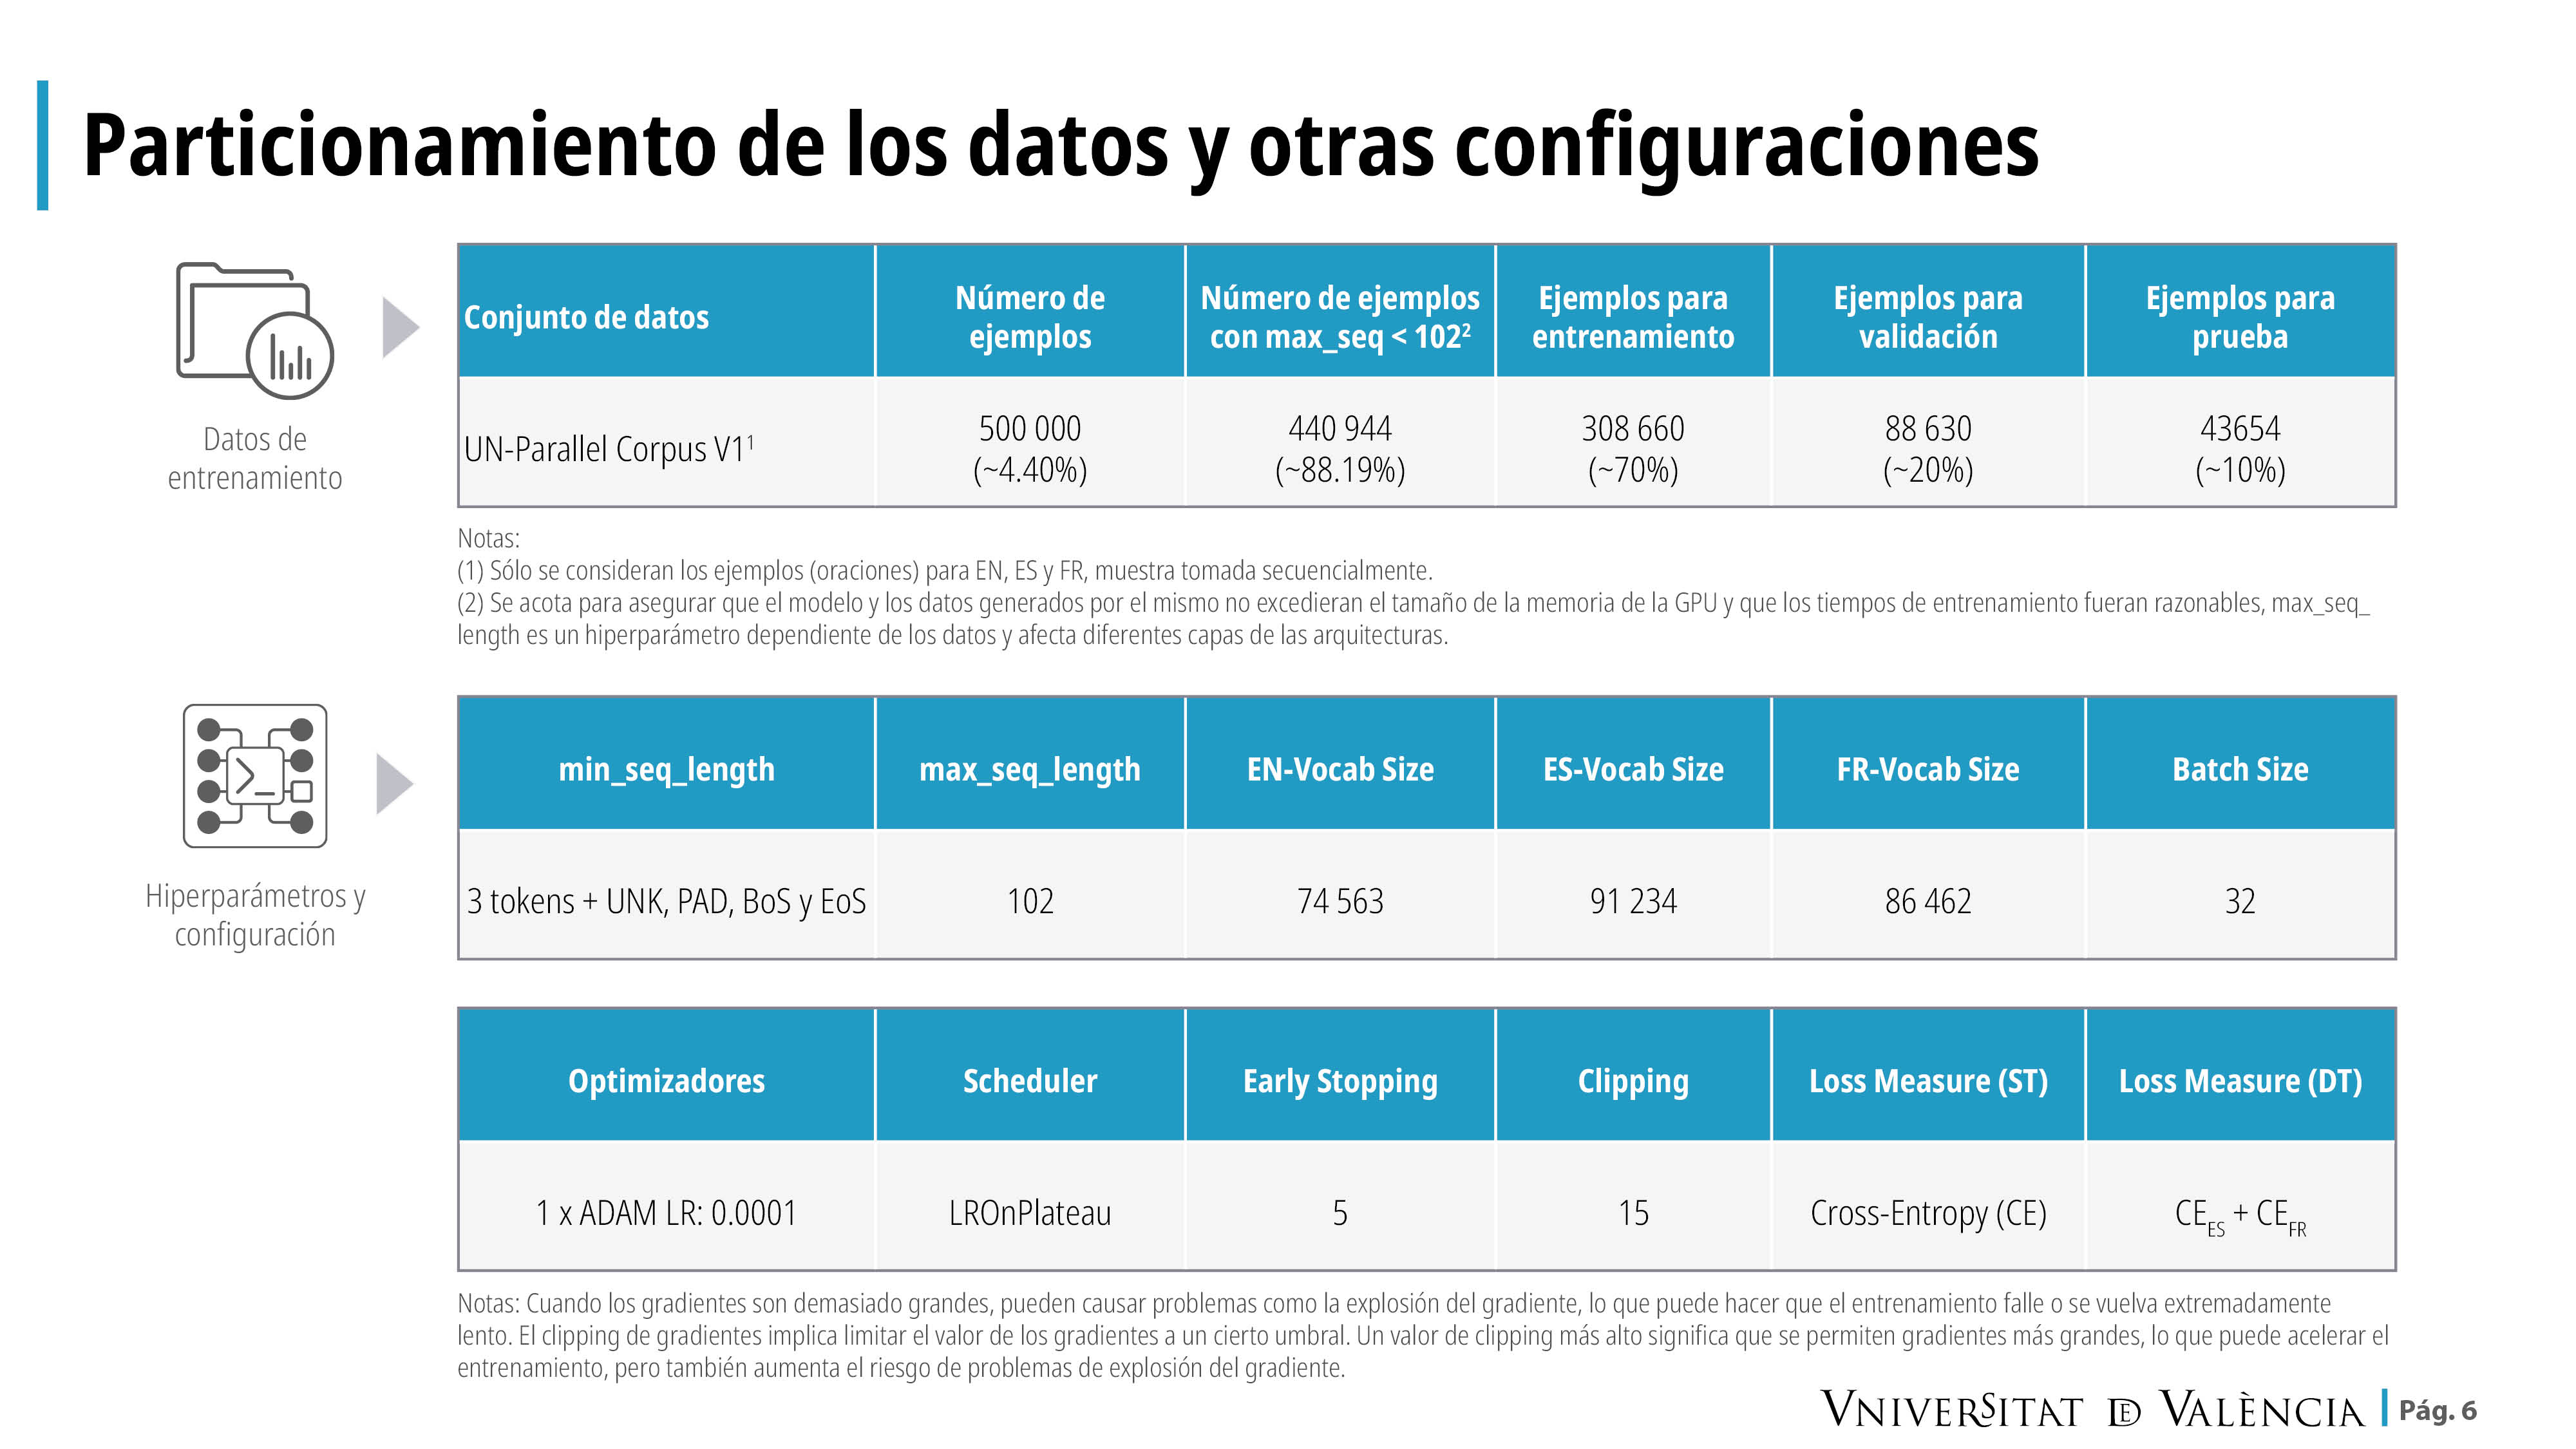 Particionamiento de los datos y otras configuraciones
Datos de
entrenamiento
Conjunto de datos
Número de
ejemplos
Número de ejemplos
con max_seq < 102²
Ejemplos para
entrenamiento
Ejemplos para
validación
Ejemplos para
prueba
UN-Parallel Corpus V1¹
500 000
(~4.40%)
440 944
(~88.19%)
308 660
(~70%)
88 630
(~20%)
43654
(~10%)
Notas:
(1) Sólo se consideran los ejemplos (oraciones) para EN, ES y FR, muestra tomada secuencialmente.
(2) Se acota para asegurar que el modelo y los datos generados por el mismo no excedieran el tamaño de la memoria de la GPU y que los tiempos de entrenamiento fueran razonables, max_seq_
length es un hiperparámetro dependiente de los datos y afecta diferentes capas de las arquitecturas.
Hiperparámetros y
configuración
min_seq_length
max_seq_length
EN-Vocab Size
ES-Vocab Size
FR-Vocab Size
Batch Size
3 tokens + UNK, PAD, BoS y EoS
102
74 563
91 234
86 462
32
Optimizadores
Scheduler
Early Stopping
Clipping
Loss Measure (ST)
Loss Measure (DT)
1 x ADAM LR: 0.0001
LROnPlateau
5
15
Cross-Entropy (CE)
CE ES + CE FR
Notas: Cuando los gradientes son demasiado grandes, pueden causar problemas como la explosión del gradiente, lo que puede hacer que el entrenamiento falle o se vuelva extremadamente
lento. El clipping de gradientes implica limitar el valor de los gradientes a un cierto umbral. Un valor de clipping más alto significa que se permiten gradientes más grandes, lo que puede acelerar el
entrenamiento, pero también aumenta el riesgo de problemas de explosión del gradiente.
VNIVERSITAT DE VALÈNCIA
Pág. 6